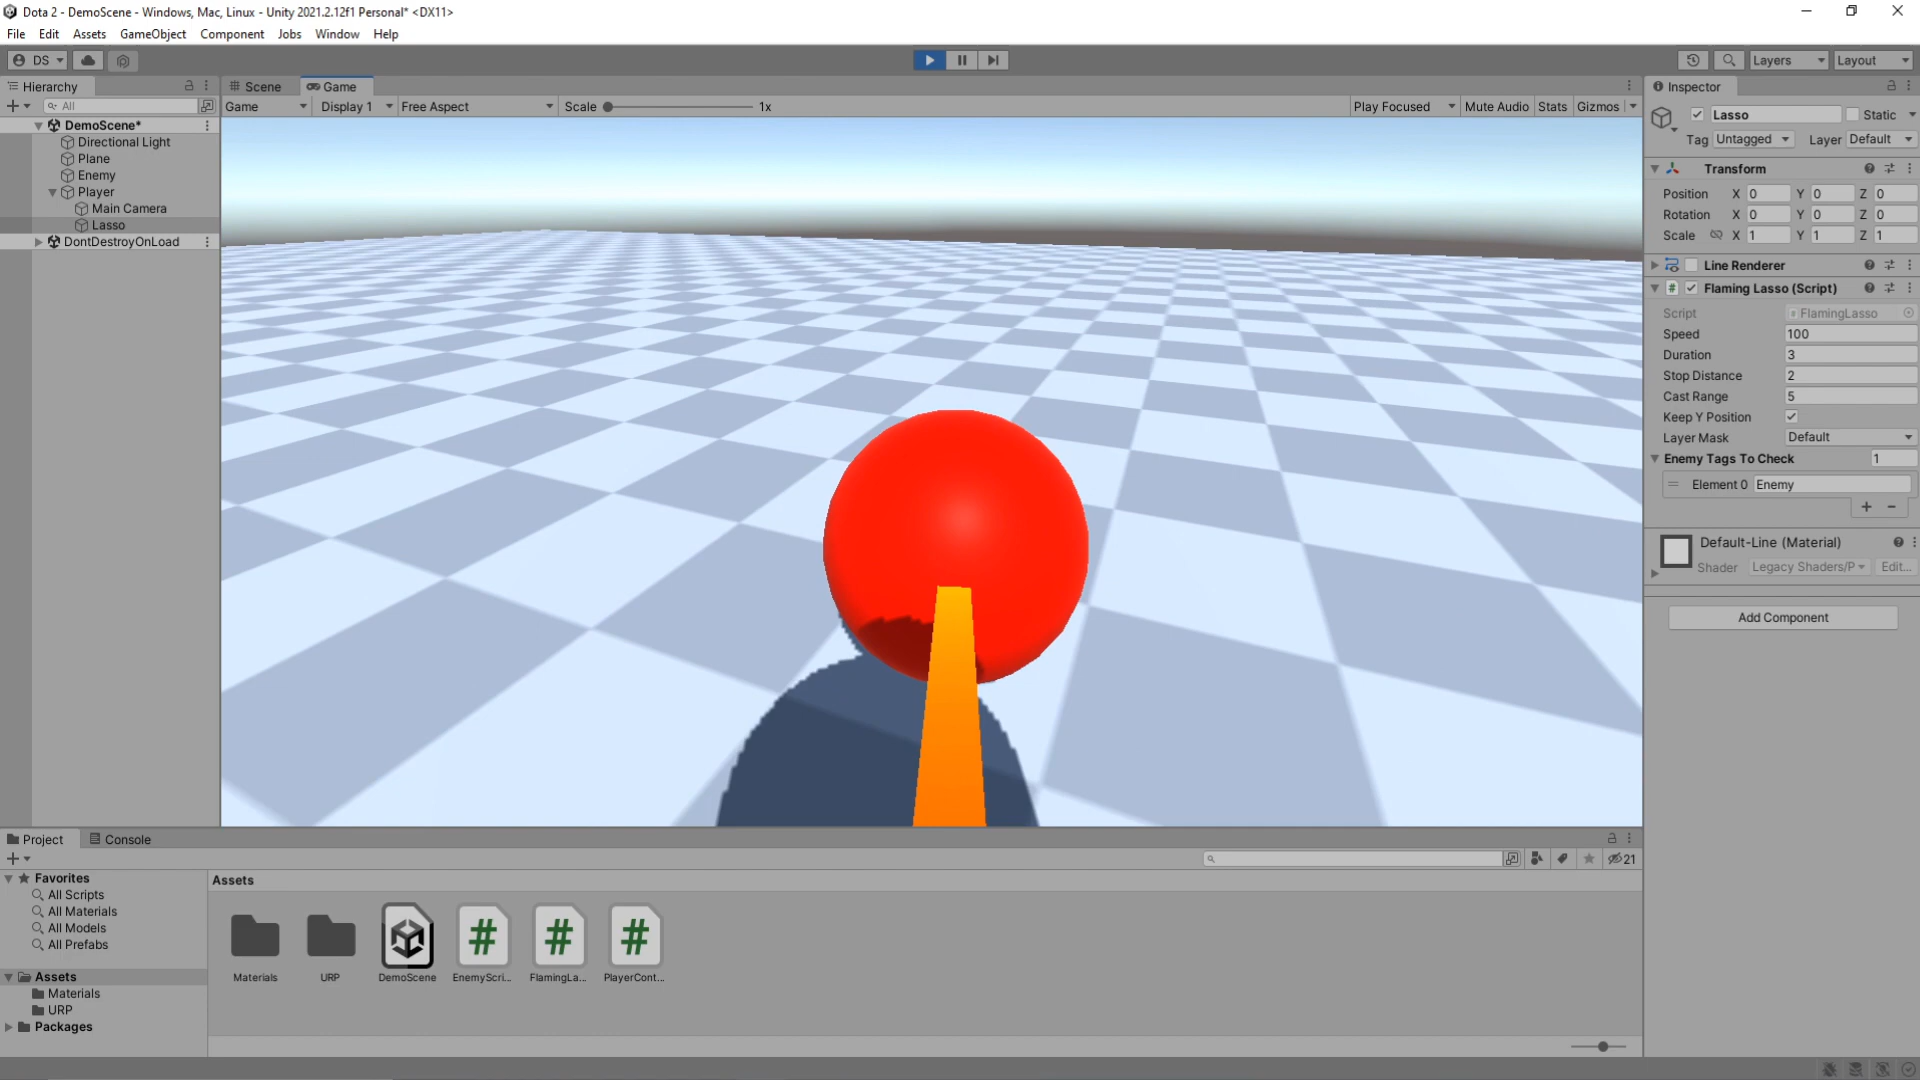 Dota 2 - DemoScene - Windows, Mac, Linux - Unity 2021.2.12f1 Personal* <DX11>
File Edit Assets GameObject Component Jobs Window Help
DS Layers Layout
Hierarchy
All
DemoScene*
Directional Light
Plane
Enemy
Player
Main Camera
Lasso
DontDestroyOnLoad
Scene Game
Game Display 1 Free Aspect Scale 1x Play Focused Mute Audio Stats Gizmos
Inspector
Lasso Static
Tag Untagged Layer Default
Transform
Position X 0 Y 0 Z 0
Rotation X 0 Y 0 Z 0
Scale X 1 Y 1 Z 1
Line Renderer
# Flaming Lasso (Script)
Script FlamingLasso
Speed 100
Duration 3
Stop Distance 2
Cast Range 5
Keep Y Position
Layer Mask Default
Enemy Tags To Check 1
Element 0 Enemy
+ -
Default-Line (Material)
Shader Legacy Shaders/P Edit...
Add Component
Project Console
21
Favorites
All Scripts
All Materials
All Models
All Prefabs
Assets
Materials
URP
Packages
Assets
# # #
Materials URP DemoScene EnemyScri... FlamingLa... PlayerCont...